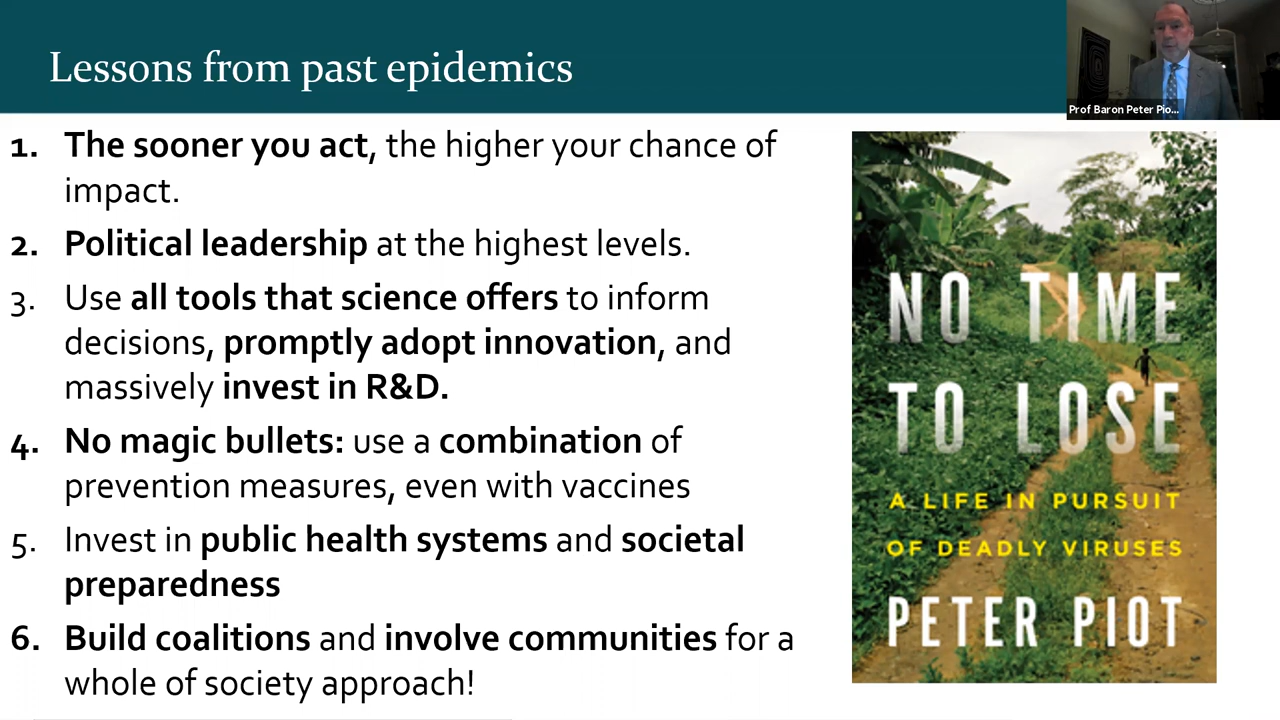 Lessons from past epidemics
Prof Baron Peter Pio...
1. The sooner you act, the higher your chance of
impact.
2. Political leadership at the highest levels.
3. Use all tools that science offers to inform
decisions, promptly adopt innovation, and
massively invest in R&D.
4. No magic bullets: use a combination of
prevention measures, even with vaccines
5. Invest in public health systems and societal
preparedness
6. Build coalitions and involve communities for a
whole of society approach!
NO TIME
TO LOSE
A LIFE IN PURSUIT
OF DEADLY VIRUSES
PETER PIOT